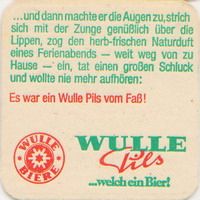 ...und dann machte er die Augen zu, strich
sich mit der Zunge genüßlich über die
Lippen, zog den herb-frischen Naturduft
eines Ferienabends — weit weg von zu
Hause — ein, tat einen großen Schluck
und wollte nie mehr aufhören:
Es war ein Wulle Pils vom Faß!
WULLE
BIERE
WULLE
Pils
...welch ein Bier!